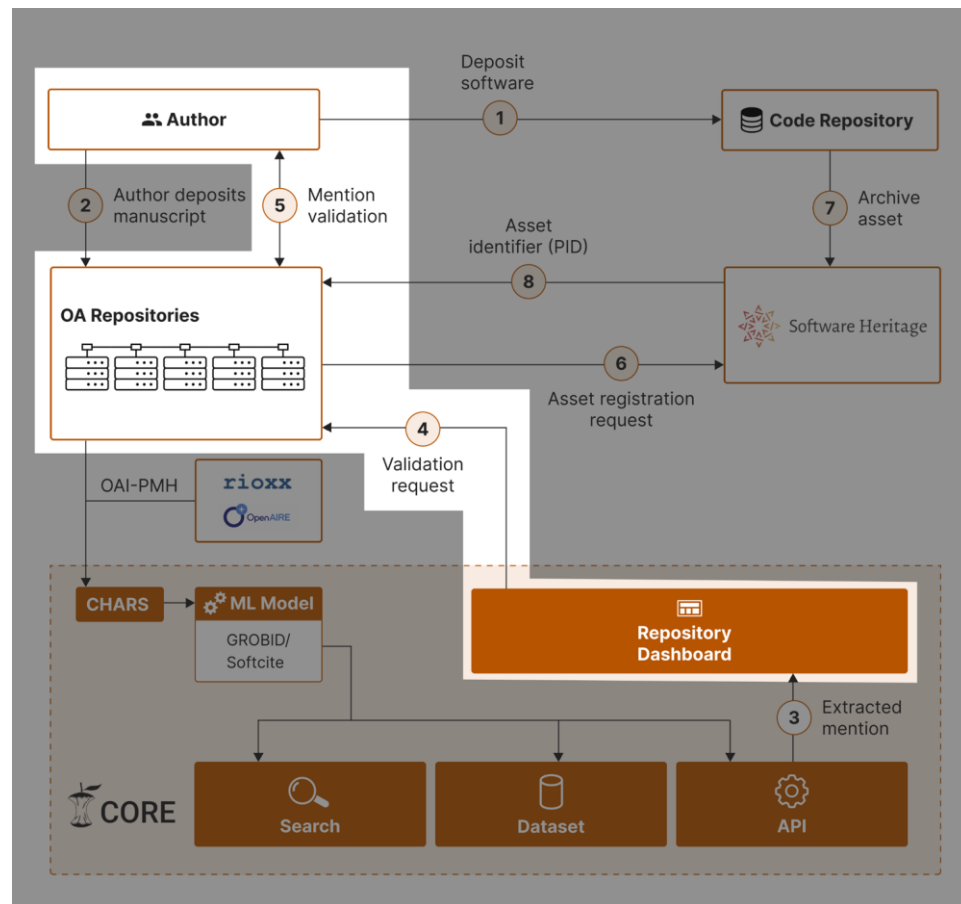 Deposit
software
Author
1
Code Repository
2
Author deposits
manuscript
5
Mention
validation
7
Archive
asset
Asset
identifier (PID)
8
OA Repositories
Software Heritage
6
Asset registration
request
4
Validation
request
OAI-PMH
rioxx
OpenAIRE
CHARS
ML Model
GROBID/
Softcite
Repository
Dashboard
3
Extracted
mention
CORE
Search
Dataset
API